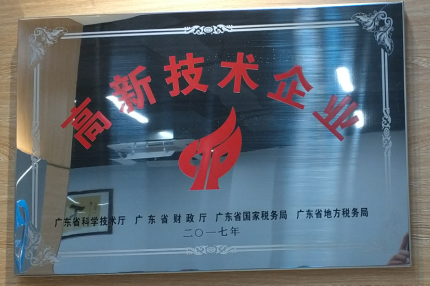 高新技术企业
广东省科学技术厅 广东省财政厅 广东省国家税务局 广东省地方税务局
二〇一七年